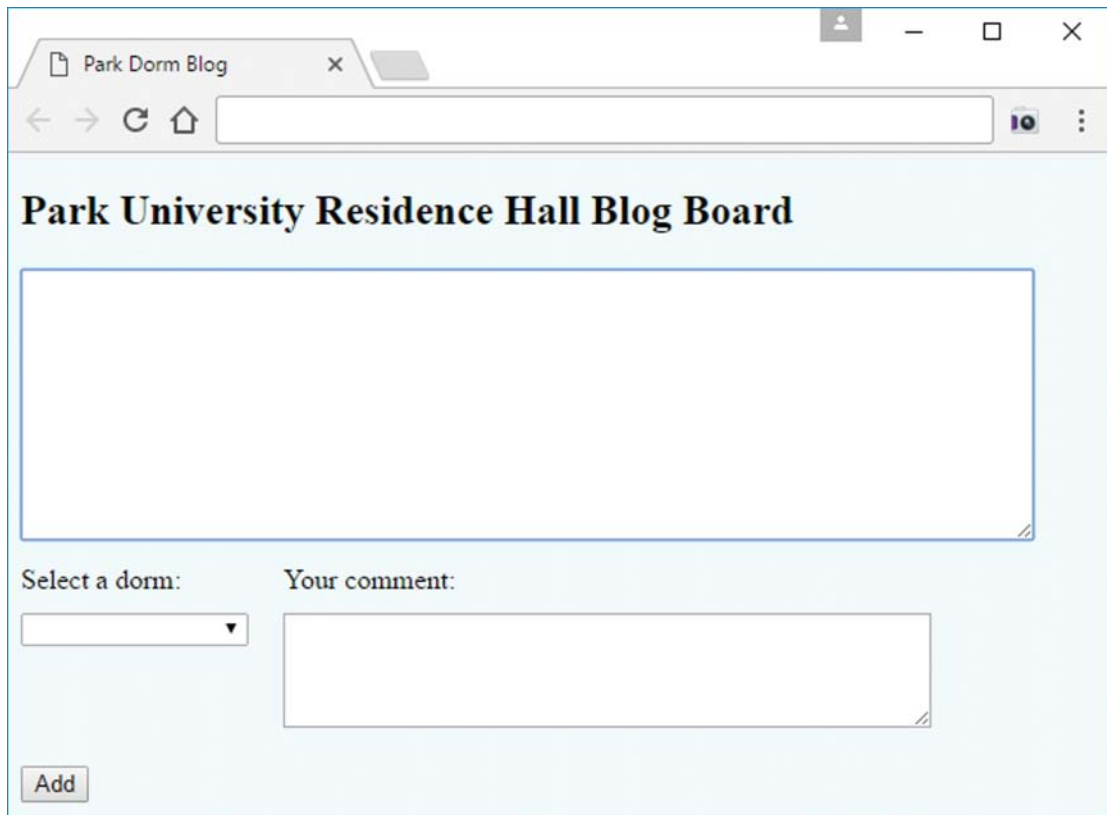 Park Dorm Blog
Park University Residence Hall Blog Board
Select a dorm:
Your comment:
Add